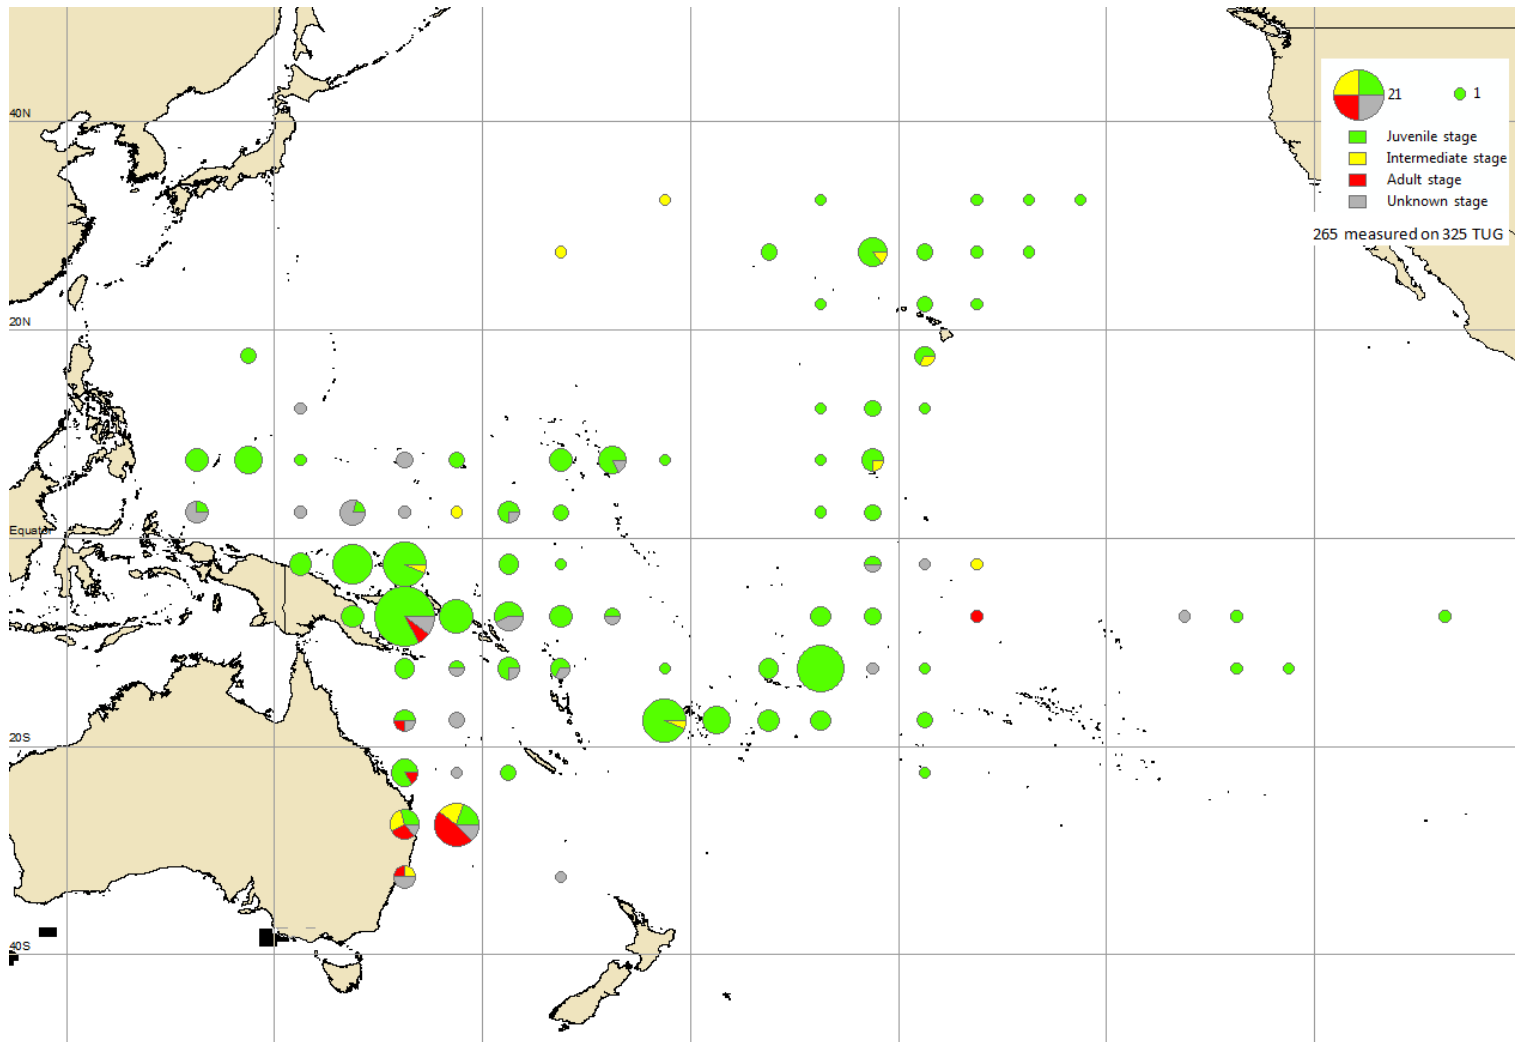 21
1
40N
Juvenile stage
Intermediate stage
Adult stage
Unknown stage
265 measured on 325 TUG
20N
Equator
20S
40S